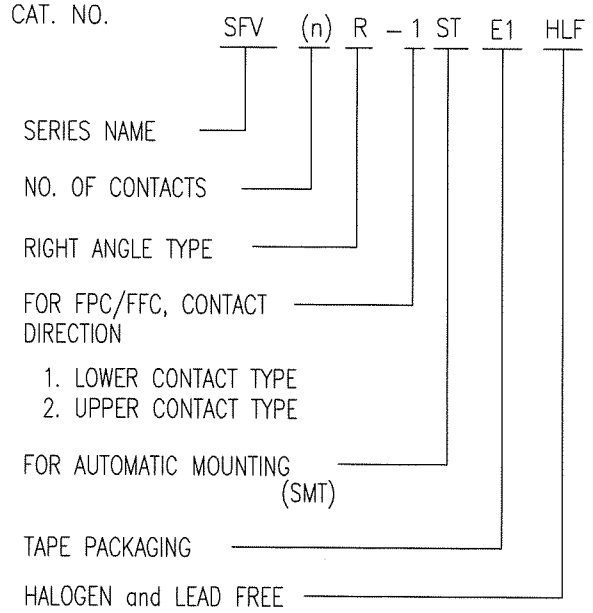 CAT. NO.
SFV (n) R - 1 ST E1 HLF
SERIES NAME
NO. OF CONTACTS
RIGHT ANGLE TYPE
FOR FPC/FFC, CONTACT
DIRECTION
1. LOWER CONTACT TYPE
2. UPPER CONTACT TYPE
FOR AUTOMATIC MOUNTING
(SMT)
TAPE PACKAGING
HALOGEN and LEAD FREE